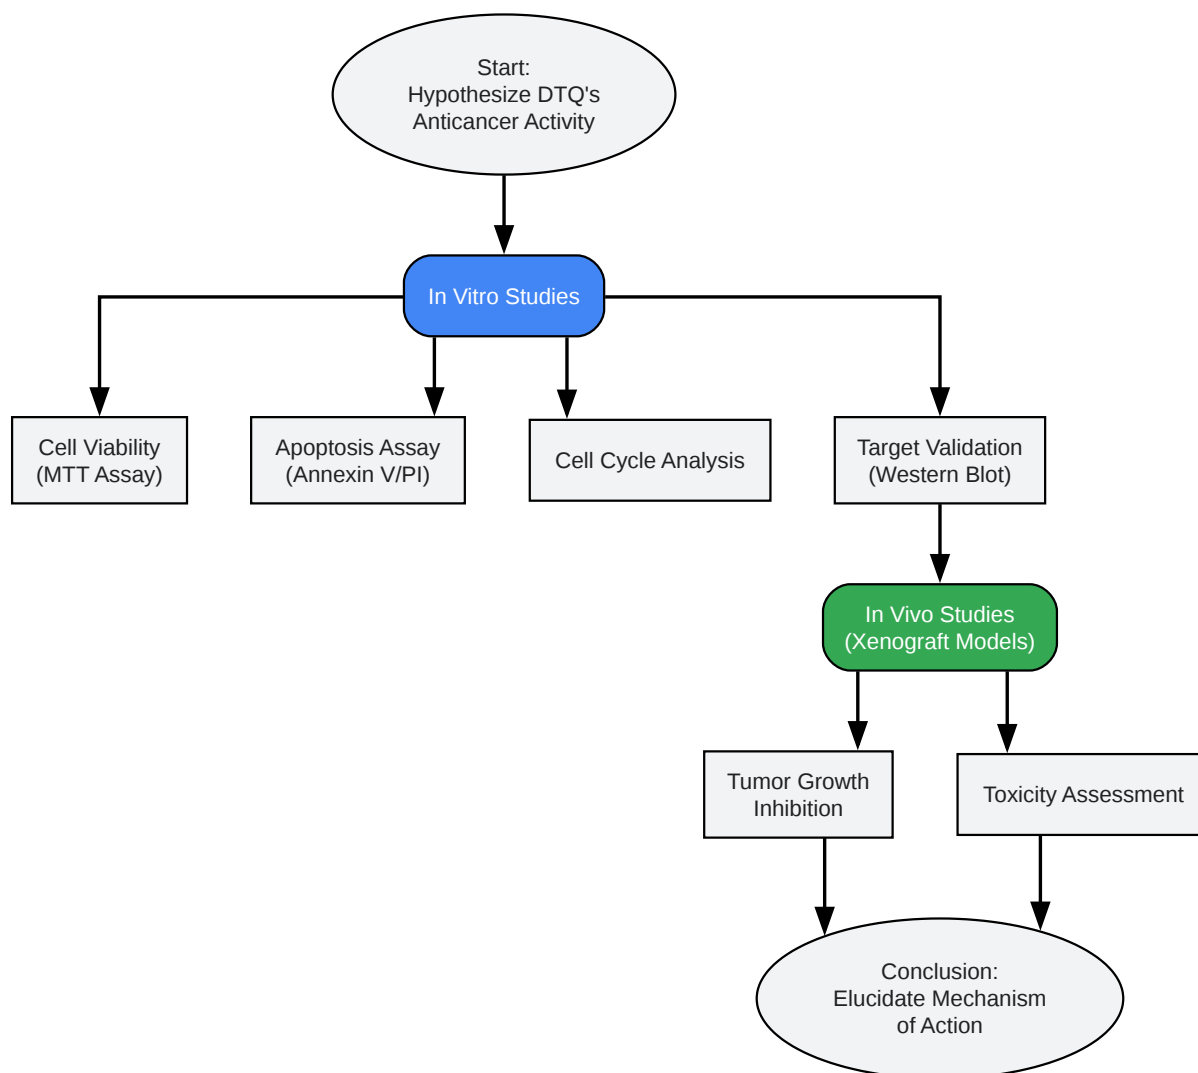 Start:
Hypothesize DTQ's
Anticancer Activity
In Vitro Studies
Cell Viability
(MTT Assay)
Apoptosis Assay
(Annexin V/PI)
Cell Cycle Analysis
Target Validation
(Western Blot)
In Vivo Studies
(Xenograft Models)
Tumor Growth
Inhibition
Toxicity Assessment
Conclusion:
Elucidate Mechanism
of Action